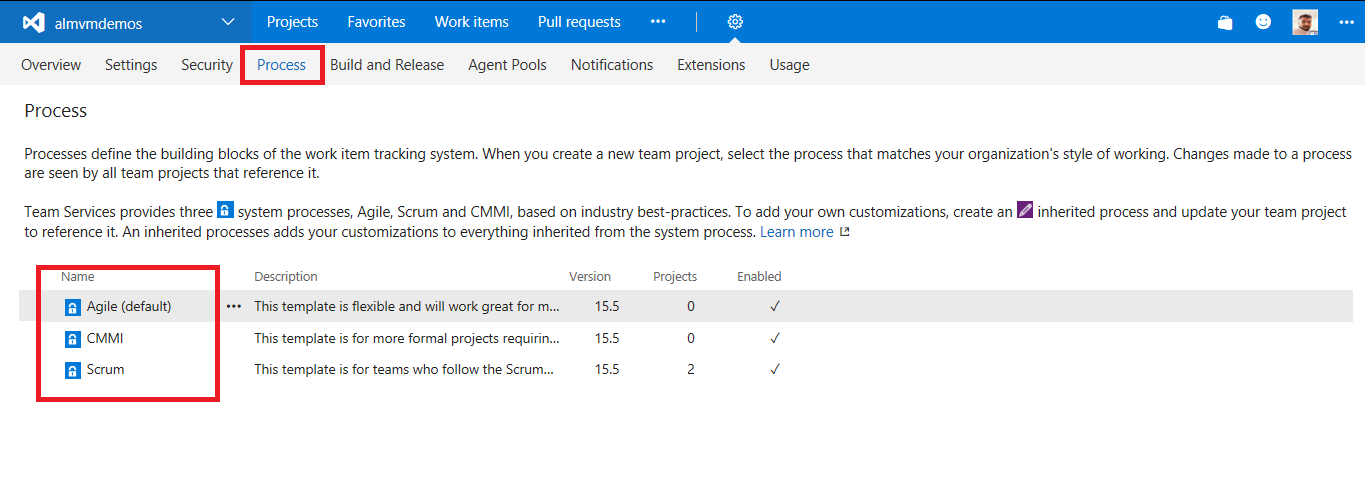 almvmdemos Projects Favorites Work items Pull requests
Overview Settings Security Process Build and Release Agent Pools Notifications Extensions Usage
Process
Processes define the building blocks of the work item tracking system. When you create a new team project, select the process that matches your organization's style of working. Changes made to a process
are seen by all team projects that reference it.
Team Services provides three system processes, Agile, Scrum and CMMI, based on industry best-practices. To add your own customizations, create an inherited process and update your team project
to reference it. An inherited processes adds your customizations to everything inherited from the system process. Learn more
Name Description Version Projects Enabled
Agile (default) ••• This template is flexible and will work great for m... 15.5 0 ✓
CMMI This template is for more formal projects requirin... 15.5 0 ✓
Scrum This template is for teams who follow the Scrum... 15.5 2 ✓